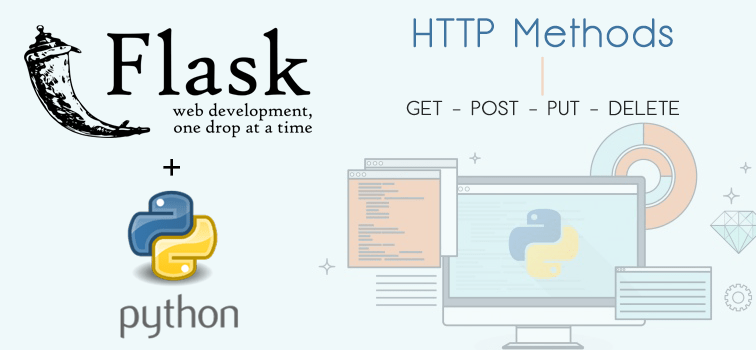 Flask
web development,
one drop at a time
+
python
HTTP Methods
GET - POST - PUT - DELETE